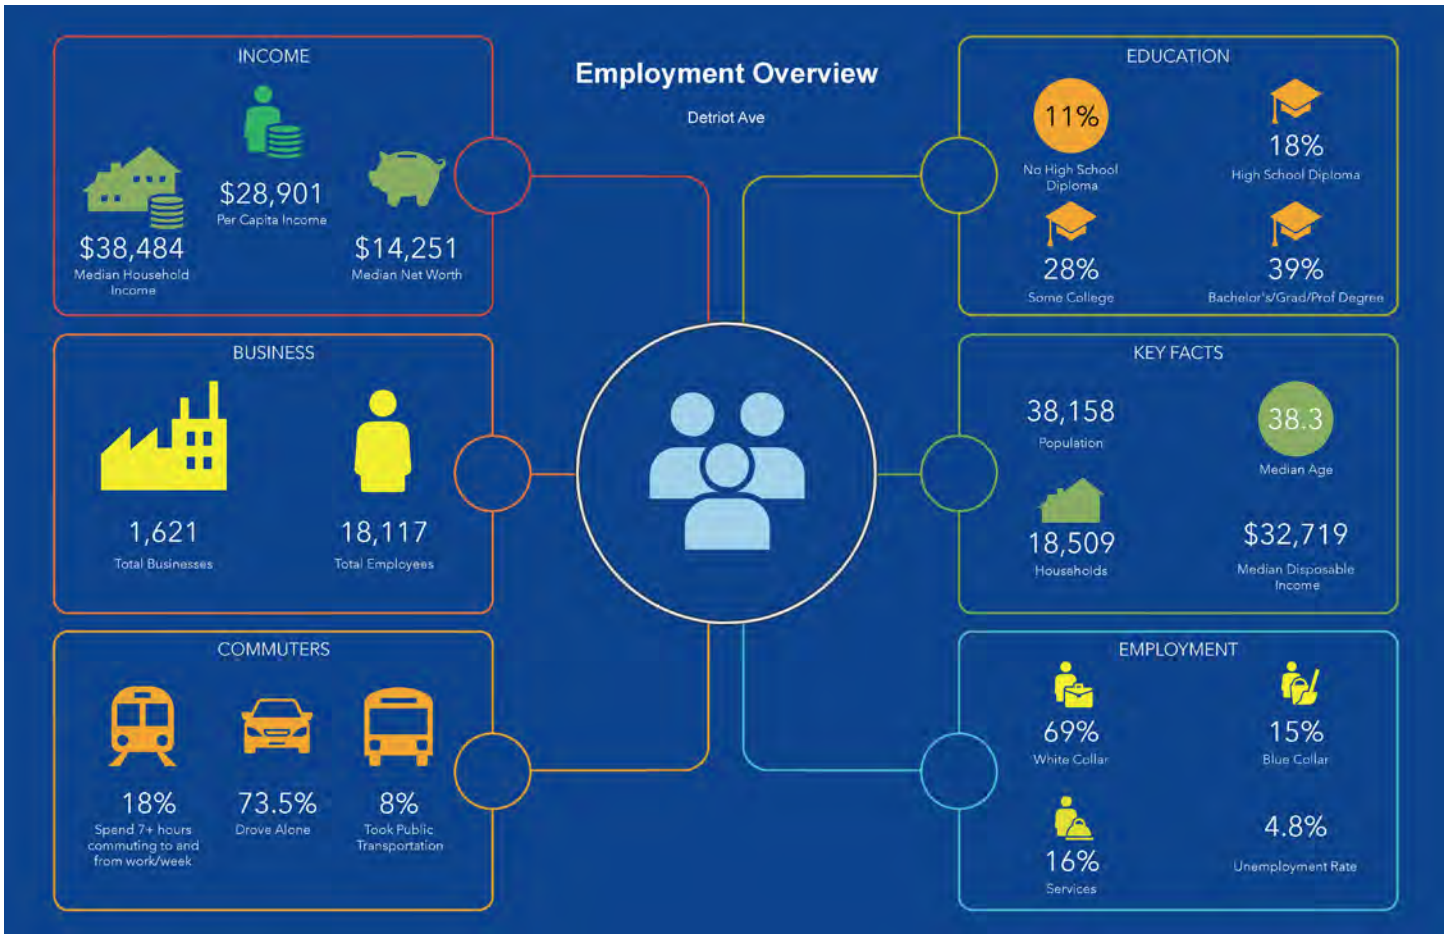 Employment Overview
Detriot Ave
INCOME
$28,901
Per Capita Income
$38,484
Median Household
Income
$14,251
Median Net Worth
BUSINESS
1,621
Total Businesses
18,117
Total Employees
COMMUTERS
18%
Spend 7+ hours
commuting to and
from work/week
73.5%
Drove Alone
8%
Took Public
Transportation
EDUCATION
11%
No High School
Diploma
18%
High School Diploma
28%
Some College
39%
Bachelor's/Grad/Prof Degree
KEY FACTS
38,158
Population
38.3
Median Age
18,509
Households
$32,719
Median Disposable
Income
EMPLOYMENT
69%
White Collar
15%
Blue Collar
16%
Services
4.8%
Unemployment Rate